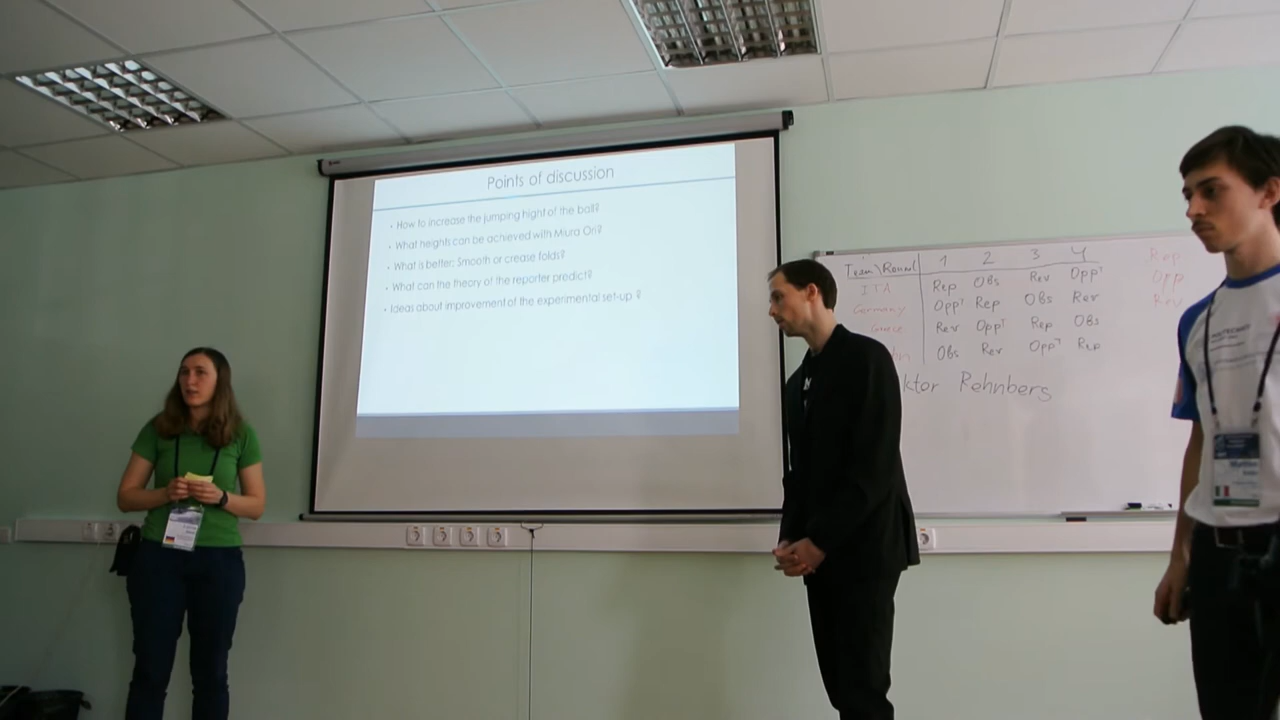 Points of discussion
• How to increase the jumping hight of the ball?
• What heights can be achieved with Miura Ori?
• What is better: Smooth or crease folds?
• What can the theory of the reporter predict?
• Ideas about improvement of the experimental set-up ?
Team\Round 1 2 3 4
ITA Rep Obs Rev Opp
Germany Opp Rep Obs Rev
Greece Rev Opp Rep Obs
Obs Rev Opp Rep
Rehnbers
Rep
Opp
Rev